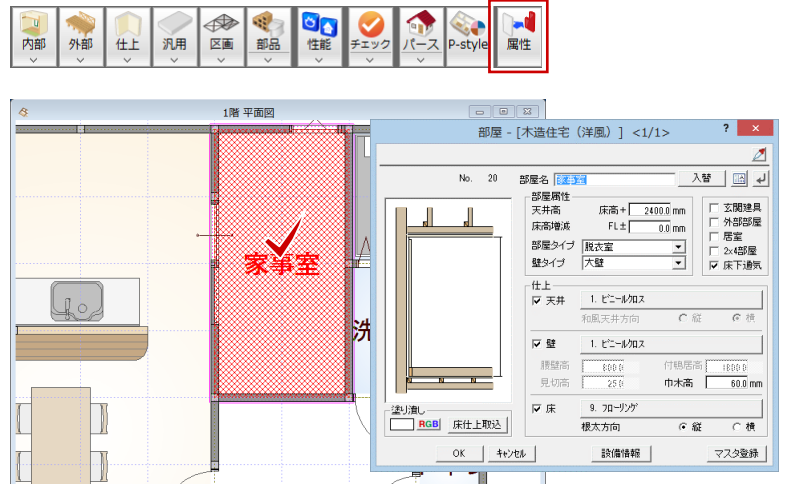 内部 外部 仕上 汎用 区画 部品 性能 チェック パース P-style 属性
1階 平面図
家事室
洗
部屋 - [木造住宅（洋風）] <1/1>
No. 20 部屋名 家事室 入替
部屋属性
天井高 床高＋ 2400.0 mm
床高増減 FL± 0.0 mm
部屋タイプ 脱衣室
壁タイプ 大壁
玄関建具
外部部屋
居室
2x4部屋
床下通気
仕上
天井 1. ビニールクロス
和風天井方向 縦 横
壁 1. ビニールクロス
腰壁高 800.0 付鴨居高 1800.0
見切高 25.0 巾木高 60.0 mm
床 9. フローリング
根太方向 縦 横
塗り潰し
RGB 床仕上取込
OK キャンセル 設備情報 マスタ登録